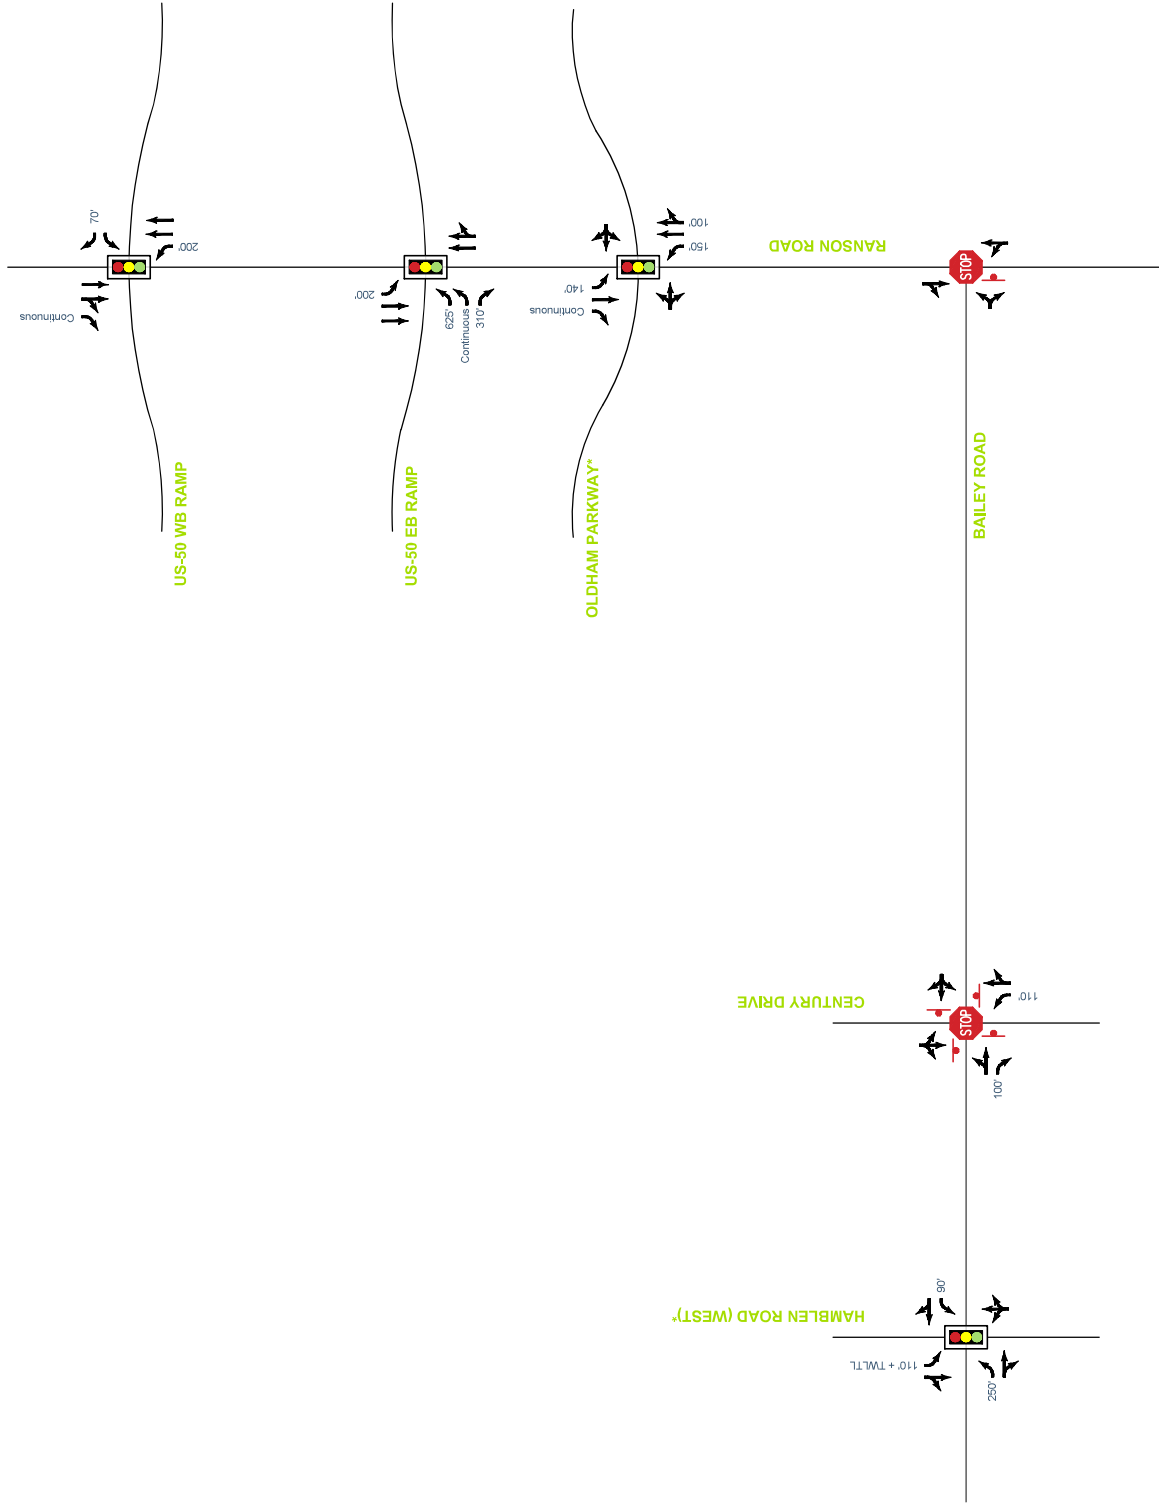 70'
200'
Continuous
US-50 WB RAMP
200'
625'
Continuous
310'
US-50 EB RAMP
100'
150'
140'
Continuous
OLDHAM PARKWAY*
RANSON ROAD
STOP
BAILEY ROAD
CENTURY DRIVE
110'
STOP
100'
HAMBLEN ROAD (WEST)*
90'
110' + TWLTL
250'